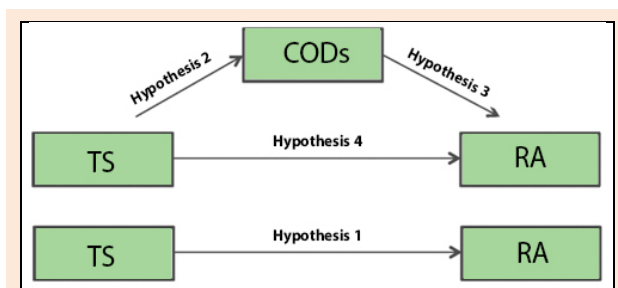 CODs
Hypothesis 2
Hypothesis 3
TS
Hypothesis 4
RA
TS
Hypothesis 1
RA